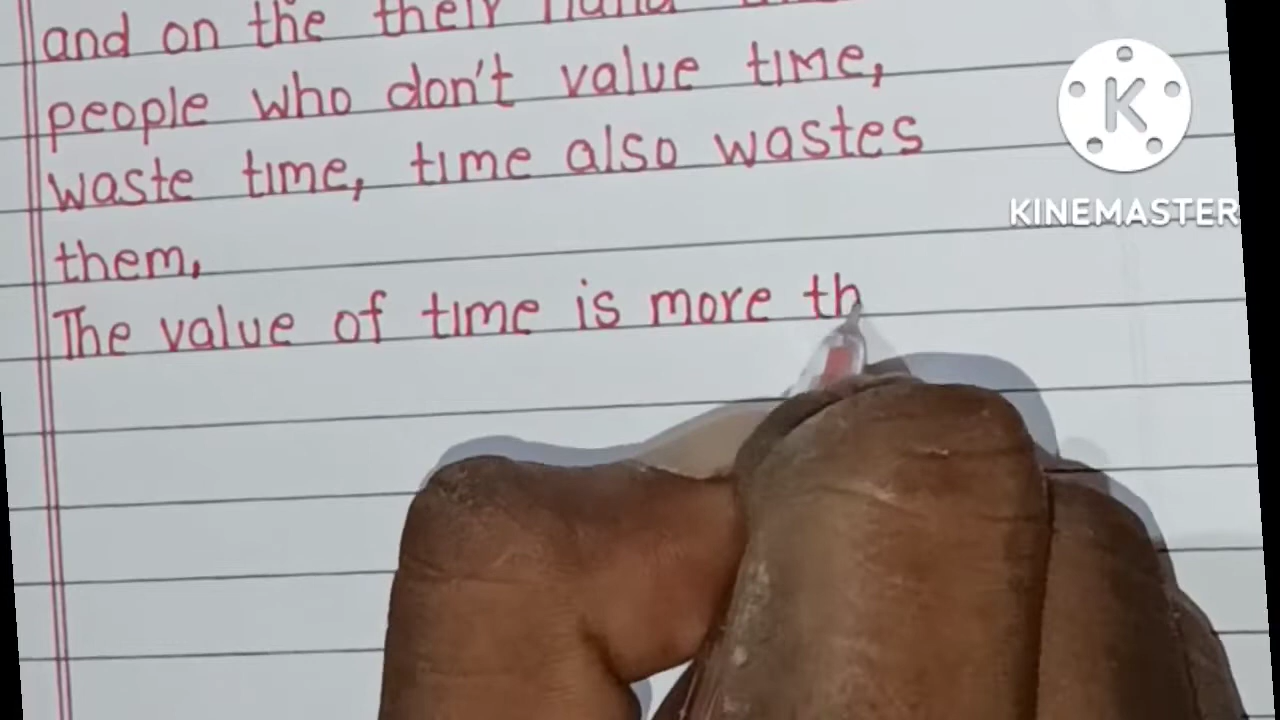 and on the their hand
people who don't value time,
waste time, time also wastes
them,
The value of time is more th
K
KINEMASTER